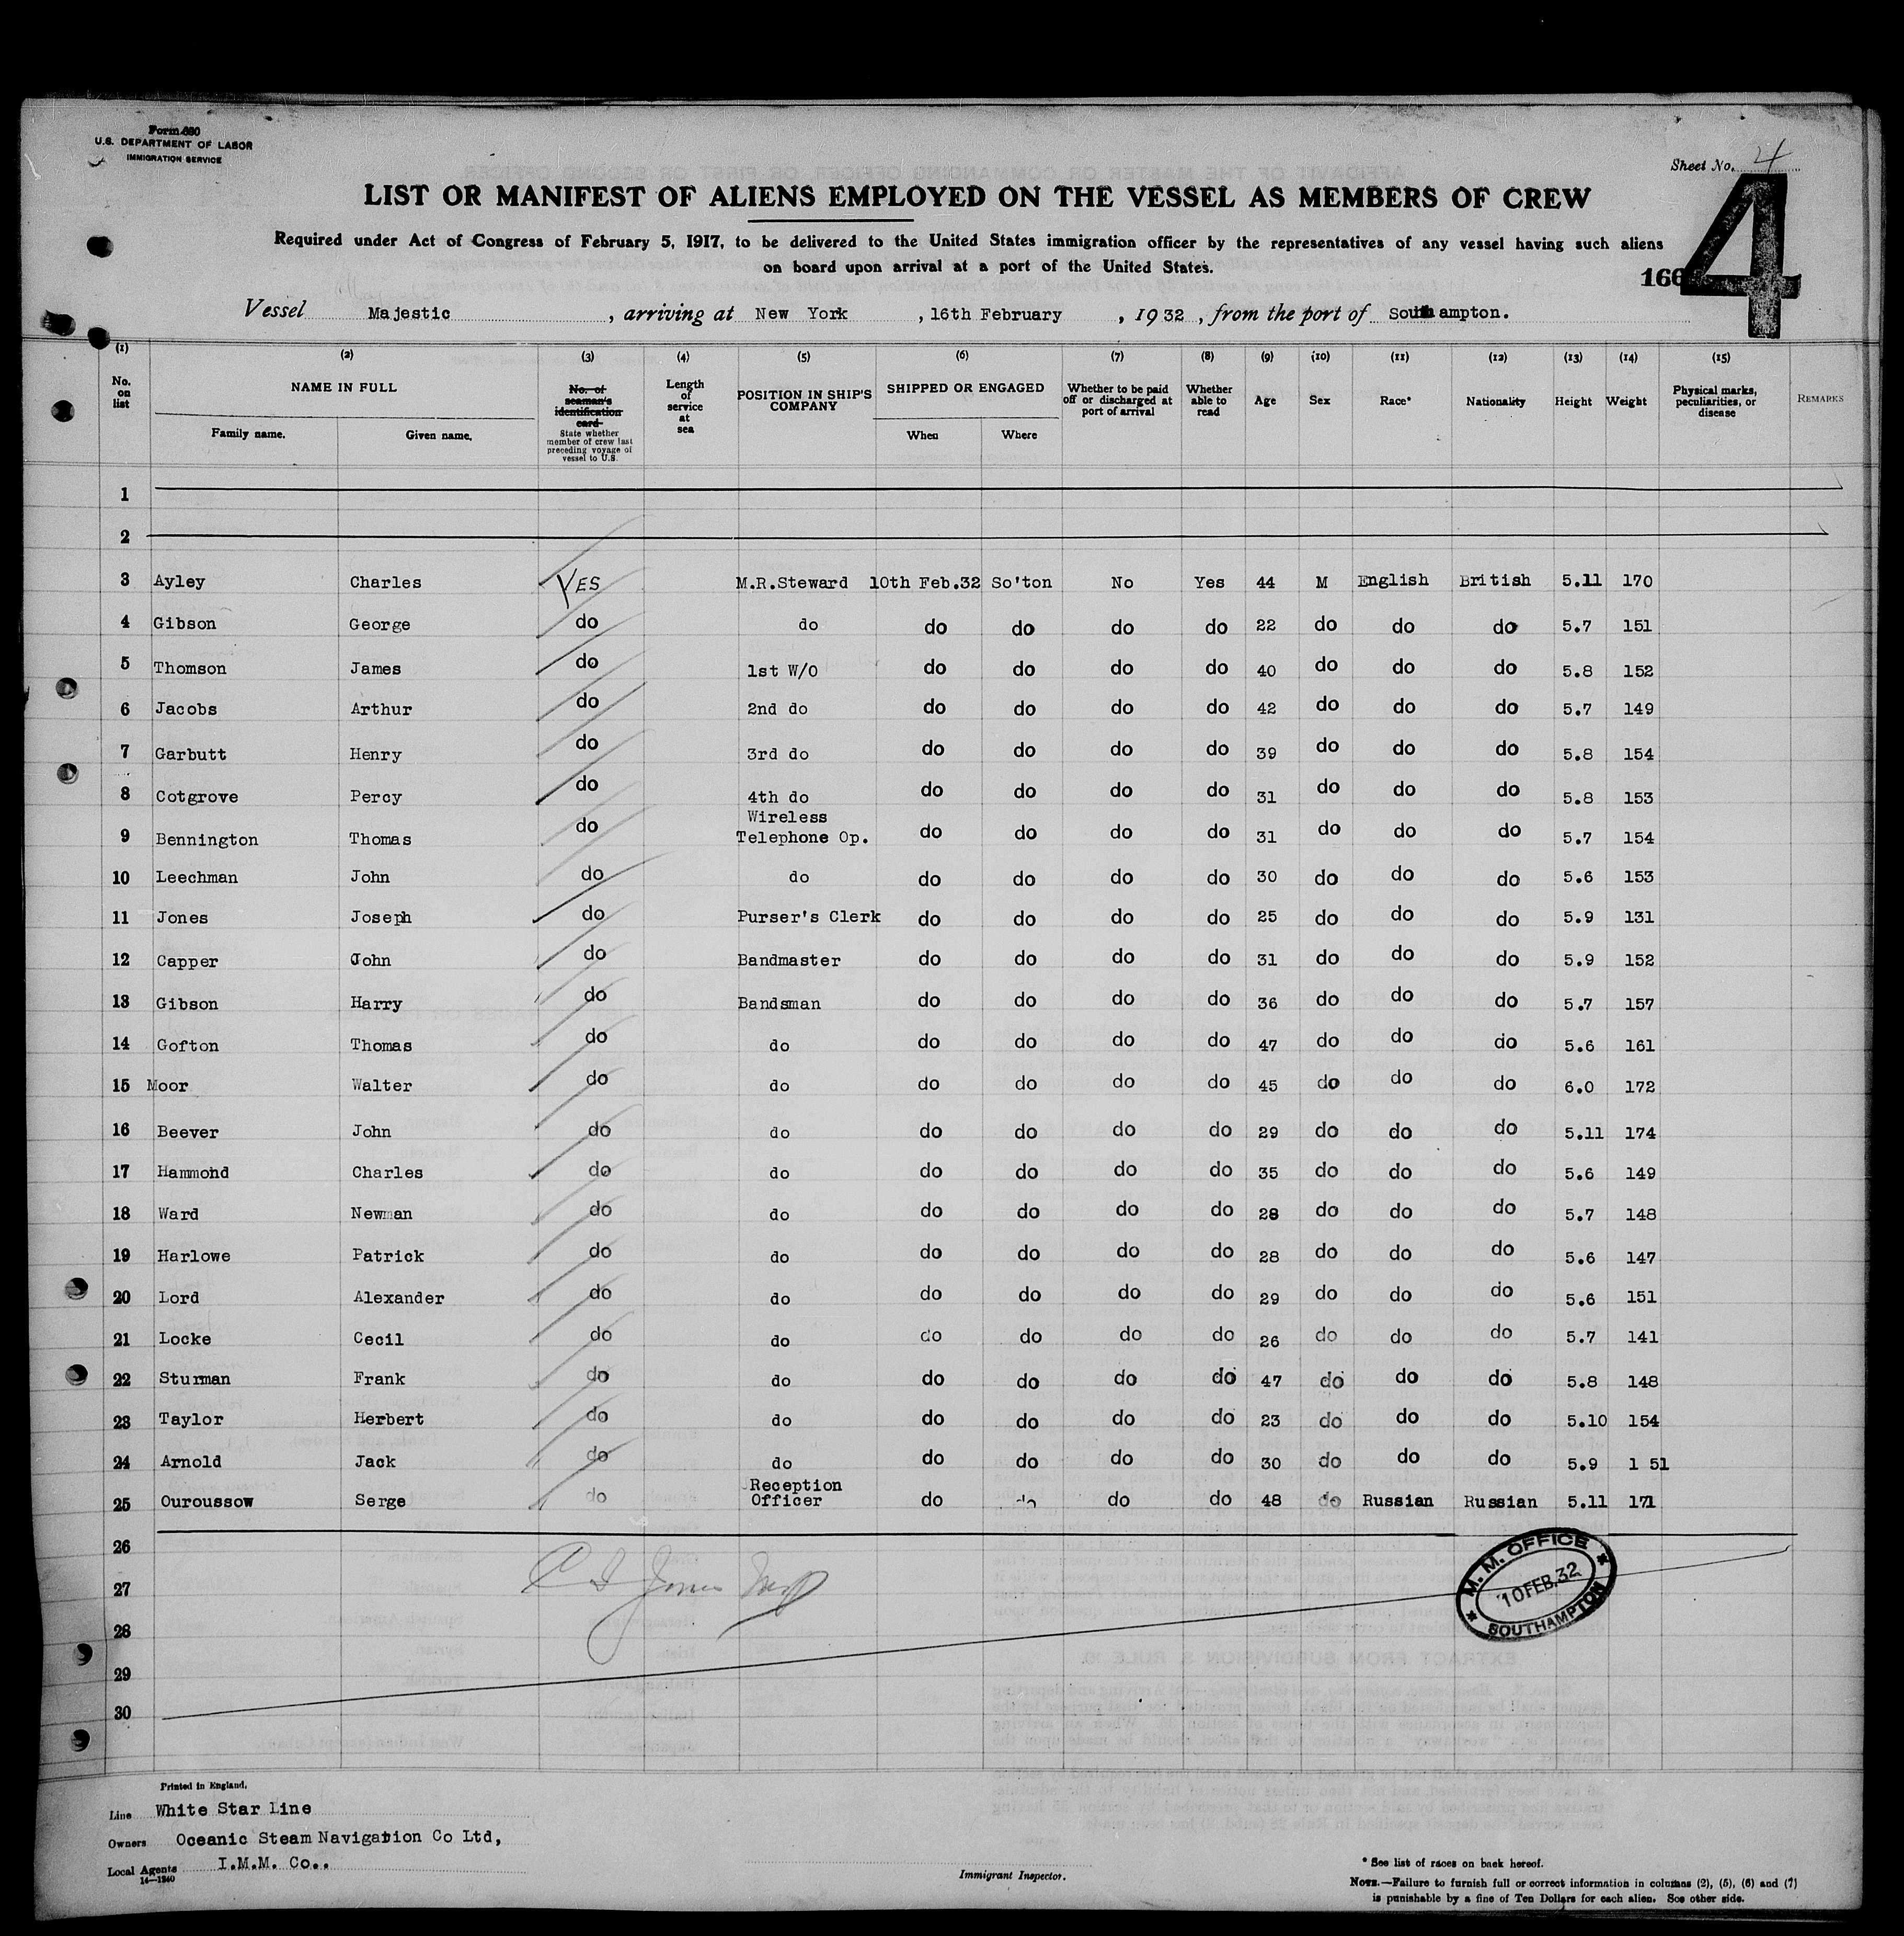 Form 680
U.S. DEPARTMENT OF LABOR
IMMIGRATION SERVICE
Sheet No. 4
4
LIST OR MANIFEST OF ALIENS EMPLOYED ON THE VESSEL AS MEMBERS OF CREW
Required under Act of Congress of February 5, 1917, to be delivered to the United States immigration officer by the representatives of any vessel having such aliens
on board upon arrival at a port of the United States.
166
Vessel Majestic , arriving at New York , 16th February , 1932 , from the port of Southampton.
(1) (2) (3) (4) (5) (6) (7) (8) (9) (10) (11) (12) (13) (14) (15)
No. on list NAME IN FULL Family name. Given name. No. of seaman's identification card State whether member of crew last preceding voyage of vessel to U.S. Length of service at sea POSITION IN SHIP'S COMPANY SHIPPED OR ENGAGED When Where Whether to be paid off or discharged at port of arrival Whether able to read Age Sex Race* Nationality Height Weight Physical marks, peculiarities, or disease REMARKS
1
2
3 Ayley Charles YES M.R.Steward 10th Feb.32 So'ton No Yes 44 M English British 5.11 170
4 Gibson George do do do do do do 22 do do do 5.7 151
5 Thomson James do 1st W/O do do do do 40 do do do 5.8 152
6 Jacobs Arthur do 2nd do do do do do 42 do do do 5.7 149
7 Garbutt Henry do 3rd do do do do do 39 do do do 5.8 154
8 Cotgrove Percy do 4th do do do do do 31 do do do 5.8 153
9 Bennington Thomas do Wireless Telephone Op. do do do do 31 do do do 5.7 154
10 Leechman John do do do do do do 30 do do do 5.6 153
11 Jones Joseph do Purser's Clerk do do do do 25 do do do 5.9 131
12 Capper John do Bandmaster do do do do 31 do do do 5.9 152
13 Gibson Harry do Bandsman do do do do 36 do do do 5.7 157
14 Gofton Thomas do do do do do do 47 do do do 5.6 161
15 Moor Walter do do do do do do 45 do do do 6.0 172
16 Beever John do do do do do do 29 do do do 5.11 174
17 Hammond Charles do do do do do do 35 do do do 5.6 149
18 Ward Newman do do do do do do 28 do do do 5.7 148
19 Harlowe Patrick do do do do do do 28 do do do 5.6 147
20 Lord Alexander do do do do do do 29 do do do 5.6 151
21 Locke Cecil do do do do do do 26 do do do 5.7 141
22 Sturman Frank do do do do do do 47 do do do 5.8 148
23 Taylor Herbert do do do do do do 23 do do do 5.10 154
24 Arnold Jack do do do do do do 30 do do do 5.9 1 51
25 Ouroussow Serge do Reception Officer do do do do 48 do Russian Russian 5.11 171
26
27
28
29
30
M. M. OFFICE
10 FEB. 32
SOUTHAMPTON
Printed in England.
Line White Star Line
Owners Oceanic Steam Navigation Co Ltd,
Local Agents I.M.M. Co..
14—1240
Immigrant Inspector.
* See list of races on back hereof.
NOTE.—Failure to furnish full or correct information in columns (2), (5), (6) and (7)
is punishable by a fine of Ten Dollars for each alien. See other side.